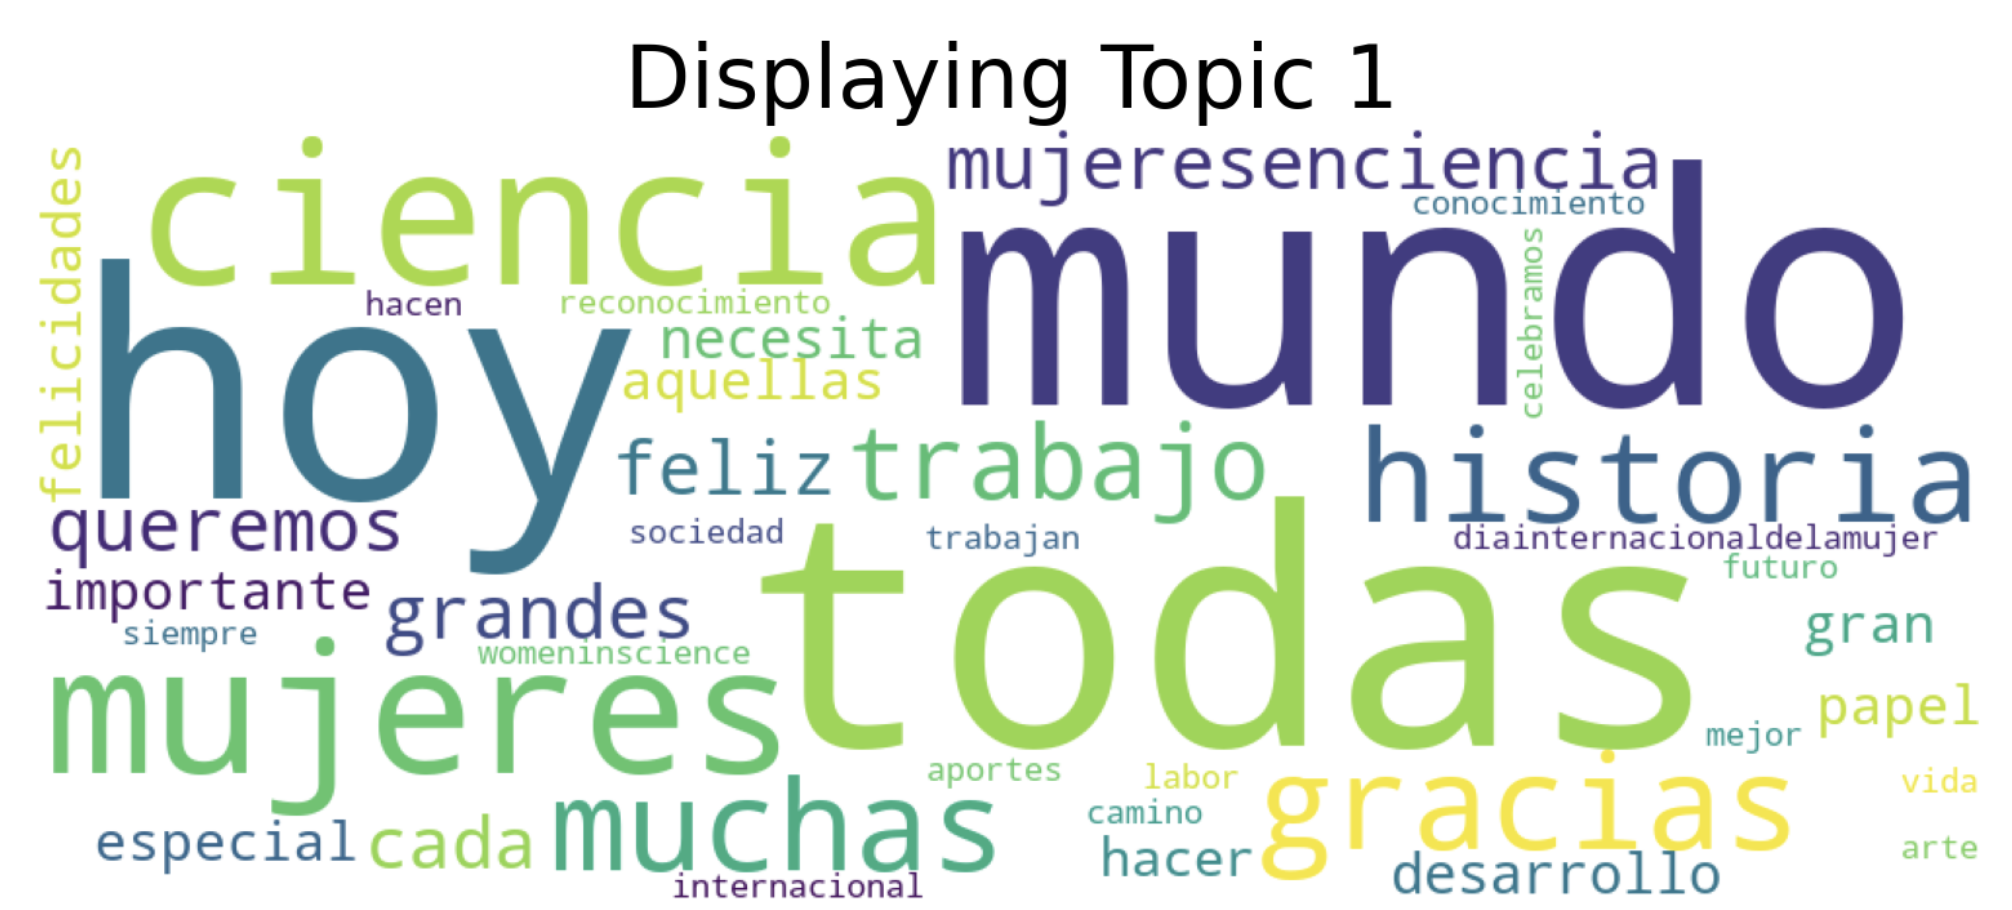 Displaying Topic 1
felicidades
ciencia
mujeresenciencia
conocimiento
mundo
celebramos
hoy
hacen
reconocimiento
necesita
aquellas
feliz
trabajo
historia
queremos
sociedad
trabajan
diainternacionaldelamujer
todas
futuro
importante
grandes
siempre
womeninscience
gran
mujeres
papel
mejor
aportes
labor
gracias
vida
muchas
camino
especial
cada
hacer
desarrollo
arte
internacional